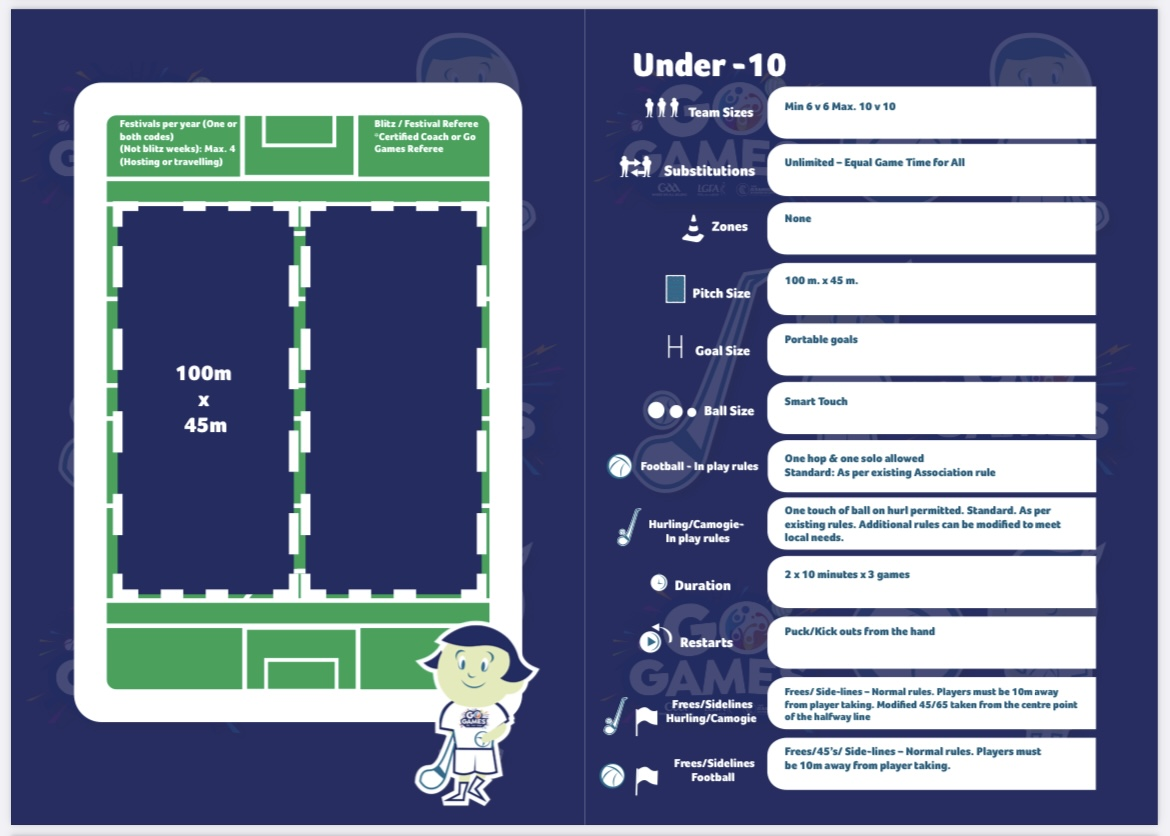 Festivals per year (One or
both codes)
(Not blitz weeks): Max. 4
(Hosting or travelling)
Blitz / Festival Referee
*Certified Coach or Go
Games Referee
100m
x
45m
GO
GAMES
Under -10
Team Sizes
Min 6 v 6 Max. 10 v 10
Substitutions
Unlimited – Equal Game Time for All
Zones
None
Pitch Size
100 m. x 45 m.
Goal Size
Portable goals
Ball Size
Smart Touch
Football - In play rules
One hop & one solo allowed
Standard: As per existing Association rule
Hurling/Camogie-
In play rules
One touch of ball on hurl permitted. Standard. As per
existing rules. Additional rules can be modified to meet
local needs.
Duration
2 x 10 minutes x 3 games
Restarts
Puck/Kick outs from the hand
Frees/Sidelines
Hurling/Camogie
Frees/ Side-lines – Normal rules. Players must be 10m away
from player taking. Modified 45/65 taken from the centre point
of the halfway line
Frees/Sidelines
Football
Frees/45's/ Side-lines – Normal rules. Players must
be 10m away from player taking.
GO
GAMES
GAA
LGFA
GO
GAMES